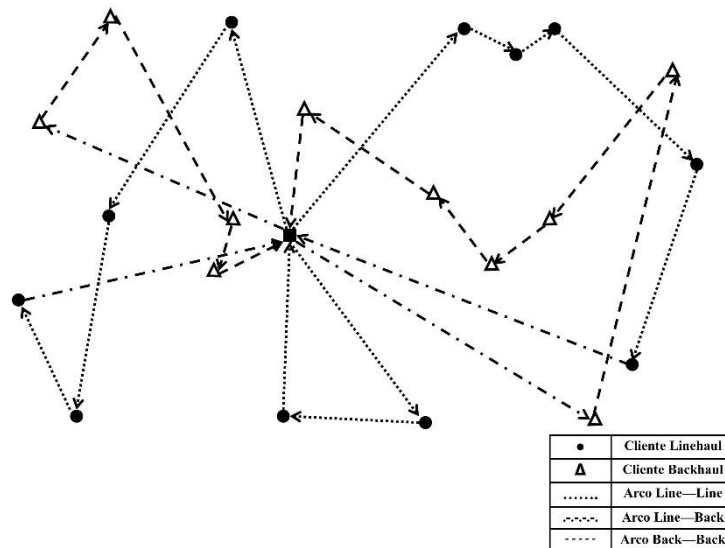 Cliente Linehaul
Cliente Backhaul
Arco Line—Line
Arco Line—Back
Arco Back—Back